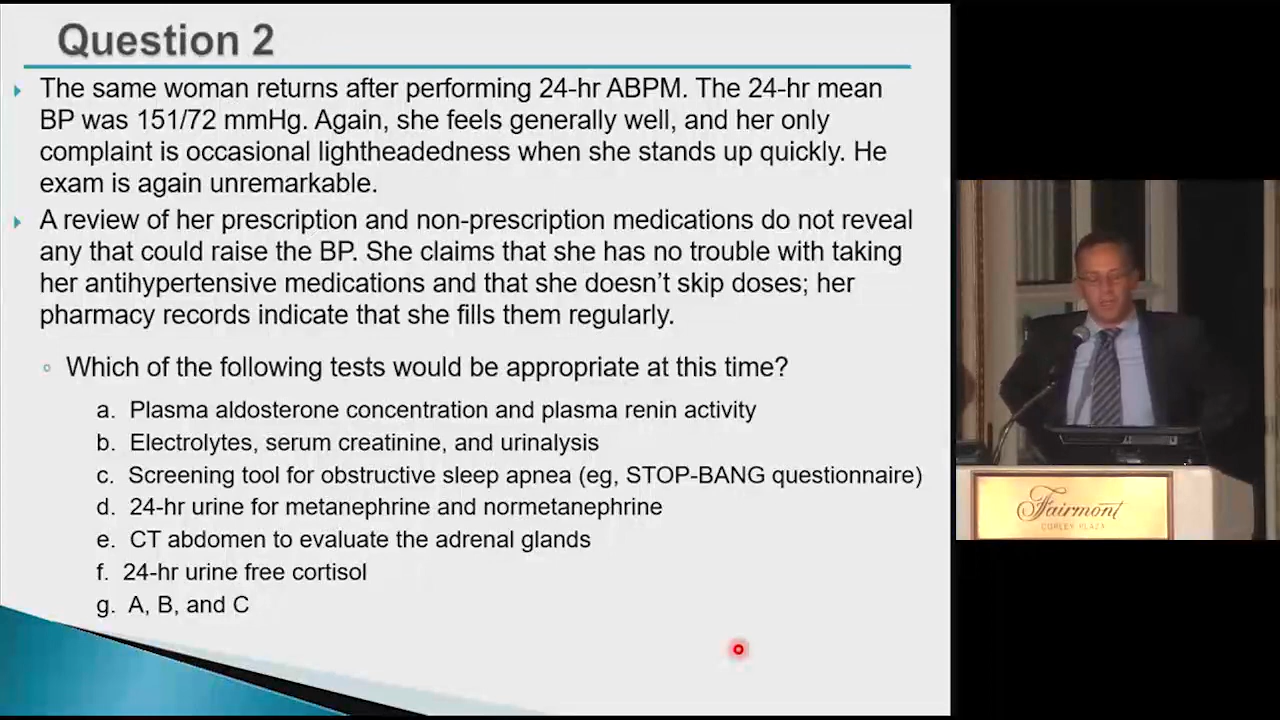 Question 2
The same woman returns after performing 24-hr ABPM. The 24-hr mean
BP was 151/72 mmHg. Again, she feels generally well, and her only
complaint is occasional lightheadedness when she stands up quickly. He
exam is again unremarkable.
A review of her prescription and non-prescription medications do not reveal
any that could raise the BP. She claims that she has no trouble with taking
her antihypertensive medications and that she doesn't skip doses; her
pharmacy records indicate that she fills them regularly.
Which of the following tests would be appropriate at this time?
a. Plasma aldosterone concentration and plasma renin activity
b. Electrolytes, serum creatinine, and urinalysis
c. Screening tool for obstructive sleep apnea (eg, STOP-BANG questionnaire)
d. 24-hr urine for metanephrine and normetanephrine
e. CT abdomen to evaluate the adrenal glands
f. 24-hr urine free cortisol
g. A, B, and C
Fairmont
COPLEY PLAZA